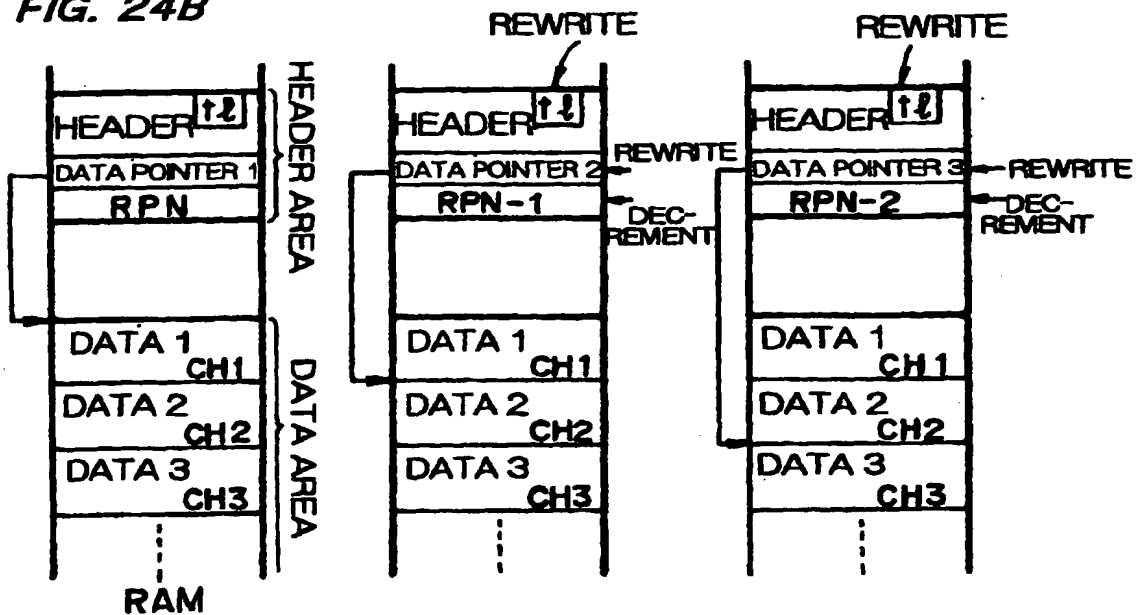 FIG. 24B
HEADER ↑ℓ
DATA POINTER 1
RPN
DATA 1
CH1
DATA 2
CH2
DATA 3
CH3
RAM
HEADER AREA
DATA AREA
REWRITE
HEADER ↑ℓ
DATA POINTER 2
REWRITE
RPN-1
DEC-
REMENT
DATA 1
CH1
DATA 2
CH2
DATA 3
CH3
REWRITE
HEADER ↑ℓ
DATA POINTER 3
REWRITE
RPN-2
DEC-
REMENT
DATA 1
CH1
DATA 2
CH2
DATA 3
CH3